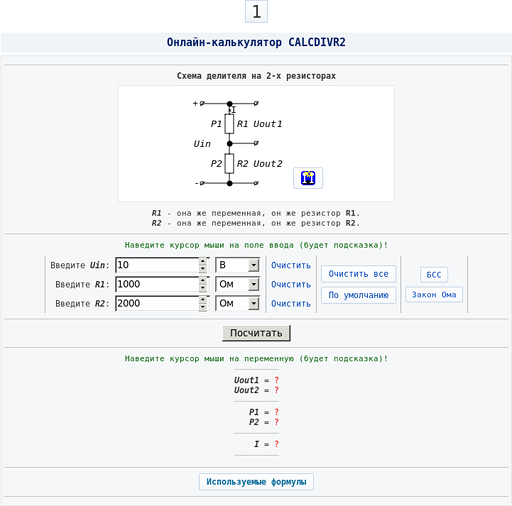 1
Онлайн-калькулятор CALCDIVR2
Схема делителя на 2-х резисторах
+
I
P1 R1 Uout1
Uin
P2 R2 Uout2
-
R1 - она же переменная, он же резистор R1.
R2 - она же переменная, он же резистор R2.
Наведите курсор мыши на поле ввода (будет подсказка)!
Введите Uin: 10 В Очистить
Введите R1: 1000 Ом Очистить
Введите R2: 2000 Ом Очистить
Очистить все
По умолчанию
БСС
Закон Ома
Посчитать
Наведите курсор мыши на переменную (будет подсказка)!
Uout1 = ?
Uout2 = ?
P1 = ?
P2 = ?
I = ?
Используемые формулы